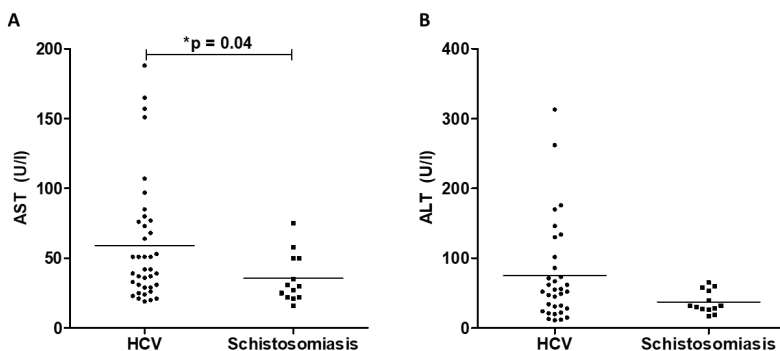 A
*p = 0.04
AST (U/l)
200
150
100
50
0
HCV Schistosomiasis
B
ALT (U/l)
400
300
200
100
0
HCV Schistosomiasis